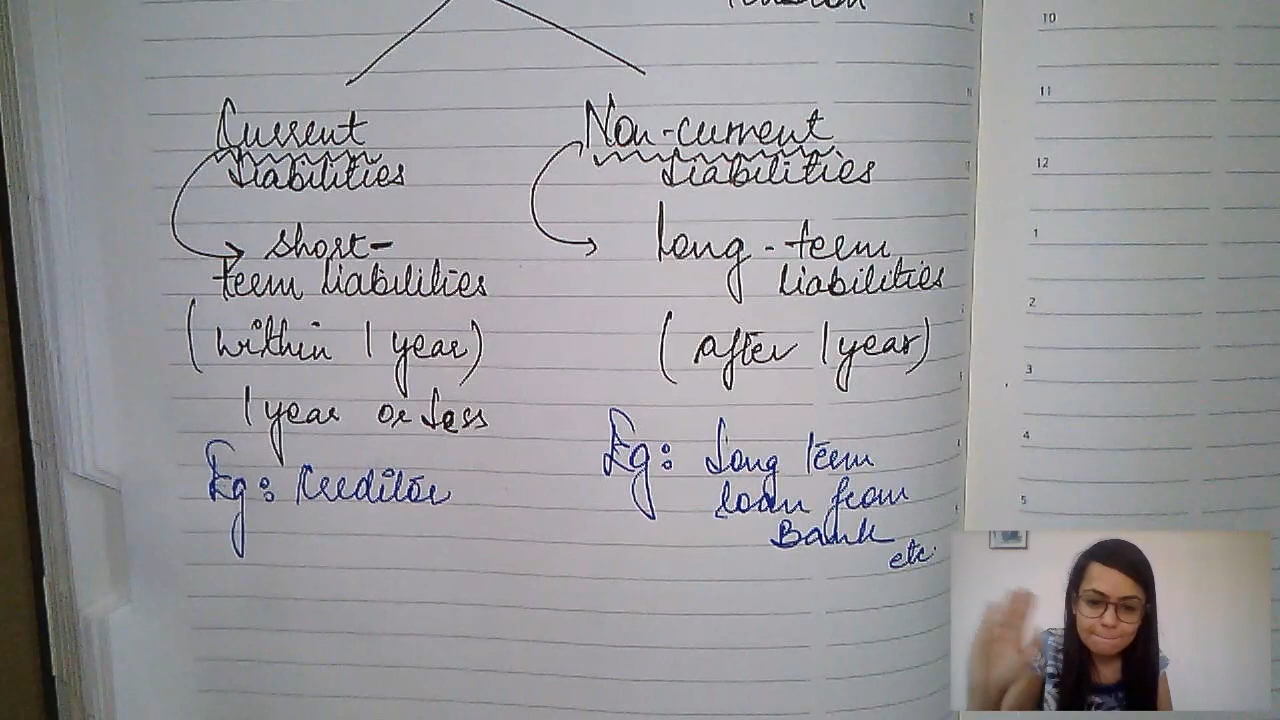 Current
Liabilities
short-
term liabilities
(within 1 year)
1 year or less
Eg: Creditor
Non-current
Liabilities
long-term
liabilities
(after 1 year)
Eg: Long term
loan from
Bank
etc.
10
11
12
1
2
3
4
5